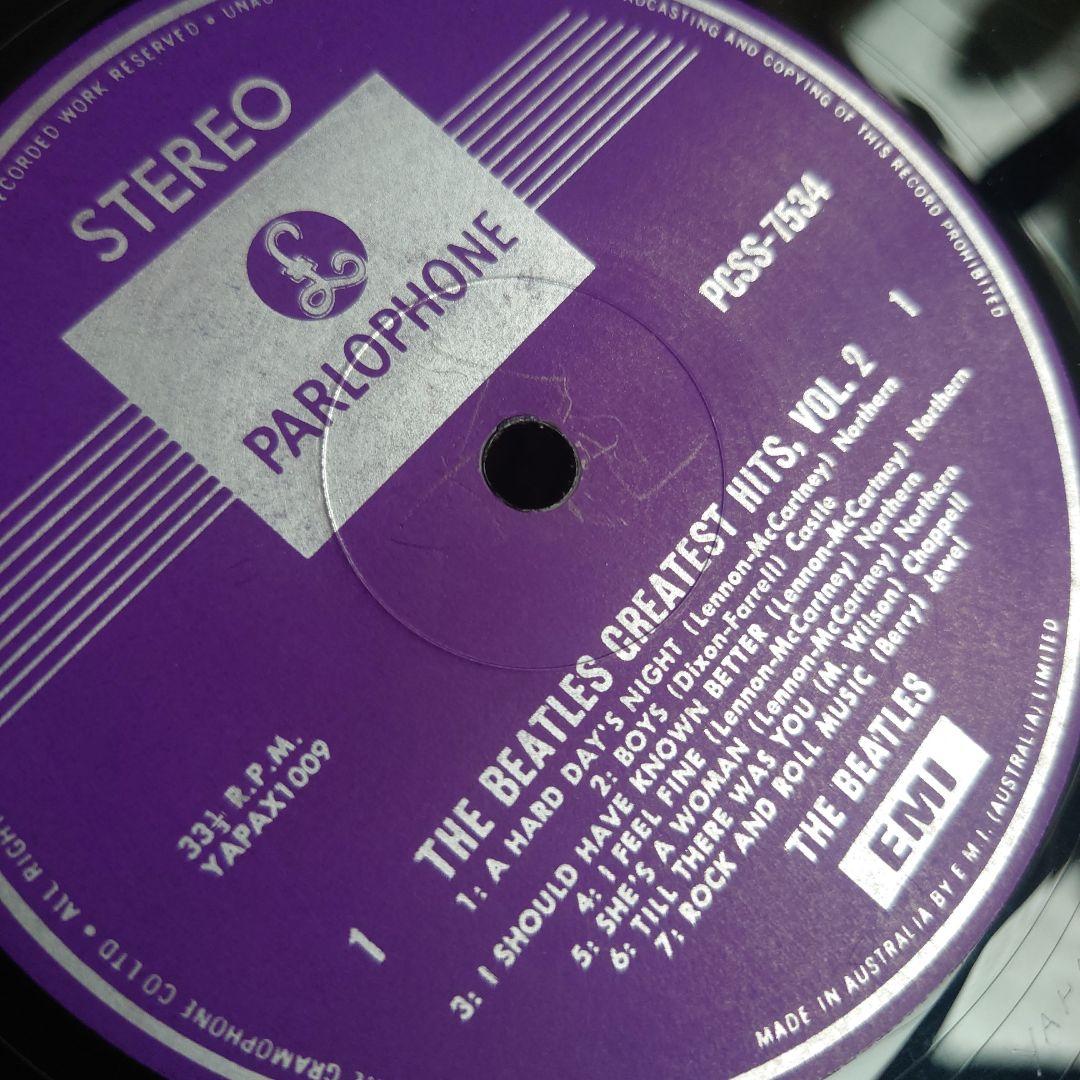 STEREO
£
PARLOPHONE
PCSS-7534
1
THE BEATLES GREATEST HITS, VOL. 2
1: A HARD DAY'S NIGHT (Lennon-McCartney) Northern
2: BOYS (Dixon-Farrell) Castle
3: I SHOULD HAVE KNOWN BETTER (Lennon-McCartney) Northern
4: I FEEL FINE (Lennon-McCartney) Northern
5: SHE'S A WOMAN (Lennon-McCartney) Northern
6: TILL THERE WAS YOU (M. Wilson) Chappell
7: ROCK AND ROLL MUSIC (Berry) Jewel
THE BEATLES
EMI
33⅓ R.P.M.
YAPAX1009
1
GRAMOPHONE CO LTD • ALL
RECORDED WORK RESERVED •
AND COPYING OF THIS RECORD PROHIBITED
MADE IN AUSTRALIA BY E M I. (AUSTRALIA) LIMITED